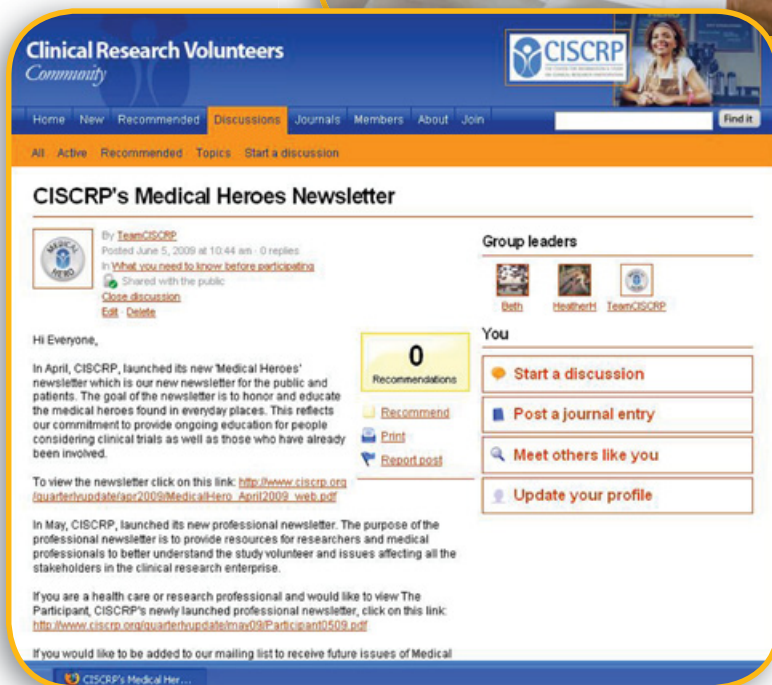 Clinical Research Volunteers
Community
CISCRP
Home New Recommended Discussions Journals Members About Join
Find it
All Active Recommended Topics Start a discussion
CISCRP's Medical Heroes Newsletter
MEDICAL HERO
By TeamCISCRP
Posted June 5, 2009 at 10:44 am · 0 replies
In What you need to know before participating
Shared with the public
Close discussion
Edit · Delete
Hi Everyone,
In April, CISCRP, launched its new 'Medical Heroes'
newsletter which is our new newsletter for the public and
patients. The goal of the newsletter is to honor and educate
the medical heroes found in everyday places. This reflects
our commitment to provide ongoing education for people
considering clinical trials as well as those who have already
been involved.
To view the newsletter click on this link: http://www.ciscrp.org
/quarterlyupdate/apr2009/MedicalHero_April2009_web.pdf
In May, CISCRP, launched its new professional newsletter. The purpose of the
professional newsletter is to provide resources for researchers and medical
professionals to better understand the study volunteer and issues affecting all the
stakeholders in the clinical research enterprise.
If you are a health care or research professional and would like to view The
Participant, CISCRP's newly launched professional newsletter, click on this link:
http://www.ciscrp.org/quarterlyupdate/may09/Participant0509.pdf
If you would like to be added to our mailing list to receive future issues of Medical
0
Recommendations
Recommend
Print
Report post
Group leaders
Beth HeatherH TeamCISCRP
You
Start a discussion
Post a journal entry
Meet others like you
Update your profile
CISCRP's Medical Her...